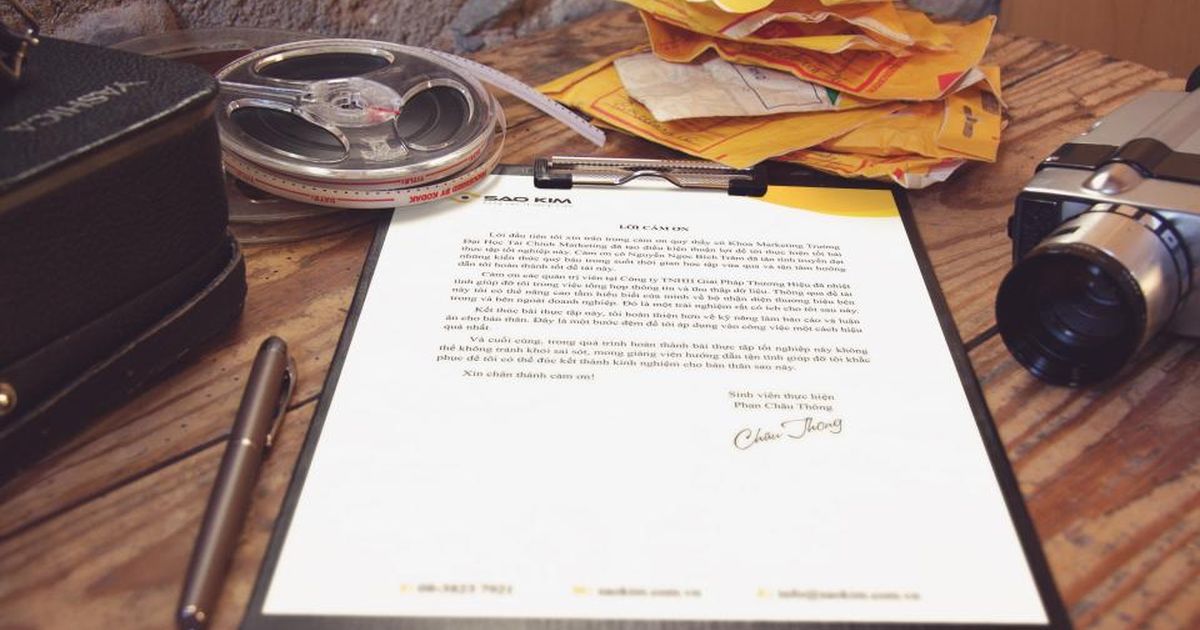 YASHICA
PROCESSED BY KODAK
TITLE:
DATE:
SAO KIM
LỜI CẢM ƠN
Lời đầu tiên tôi xin trân trọng cảm ơn quý thầy cô Khoa Marketing Trường
Đại Học Tài Chính Marketing đã tạo điều kiện thuận lợi để tôi thực hiện tốt bài
thực tập tốt nghiệp này. Cảm ơn cô Nguyễn Ngọc Bích Trâm đã tận tình truyền đạt
những kiến thức quý báu trong suốt thời gian học tập vừa qua và tận tâm hướng
dẫn tôi hoàn thành tốt đề tài này.
Cảm ơn các quản trị viên tại Công ty TNHH Giải Pháp Thương Hiệu đã nhiệt
tình giúp đỡ tôi trong việc tổng hợp thông tin và thu thập dữ liệu. Thông qua đề tài
này tôi có thể nâng cao tầm hiểu biết của mình về bộ nhận diện thương hiệu bên
trong và bên ngoài doanh nghiệp. Đó là một trải nghiệm rất có ích cho tôi sau này.
Kết thúc bài thực tập này, tôi hoàn thiện hơn về kỹ năng làm báo cáo và luận
án cho bản thân. Đây là một bước đệm để tôi áp dụng vào công việc một cách hiệu
quả nhất.
Và cuối cùng, trong quá trình hoàn thành bài thực tập tốt nghiệp này không
thể không tránh khỏi sai sót, mong giảng viên hướng dẫn tận tình giúp đỡ tôi khắc
phục để tôi có thể đúc kết thành kinh nghiệm cho bản thân sau này.
Xin chân thành cảm ơn!
Sinh viên thực hiện
Phan Châu Thông
Châu Thông
08-3823 7921
saokim.com.vn
info@saokim.com.vn